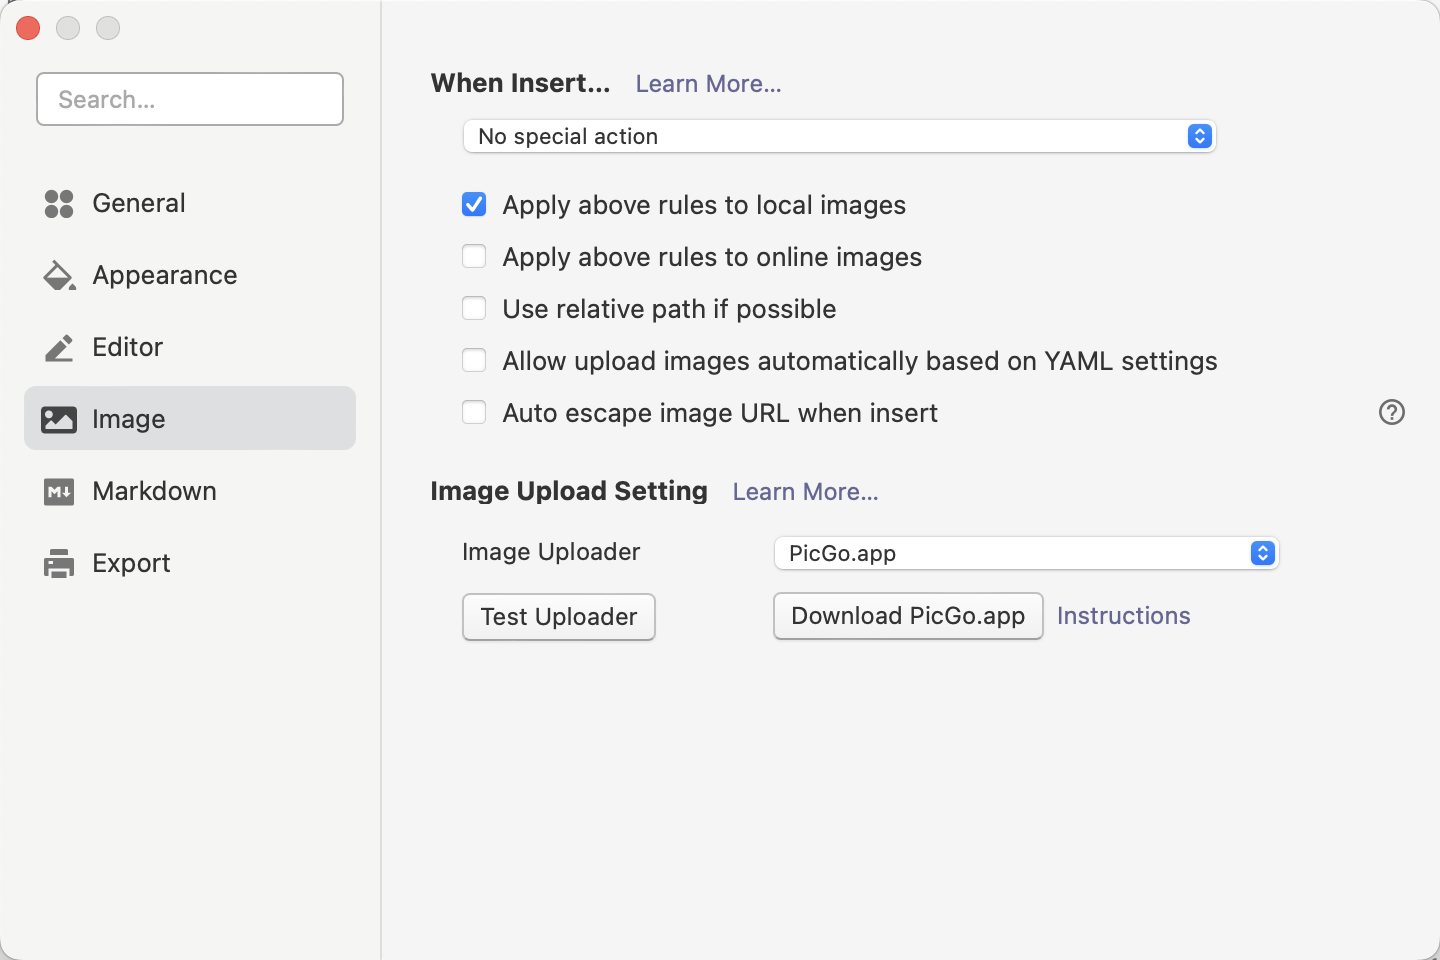 Search...
General
Appearance
Editor
Image
Markdown
Export
When Insert... Learn More...
No special action
Apply above rules to local images
Apply above rules to online images
Use relative path if possible
Allow upload images automatically based on YAML settings
Auto escape image URL when insert
Image Upload Setting Learn More...
Image Uploader PicGo.app
Test Uploader Download PicGo.app Instructions